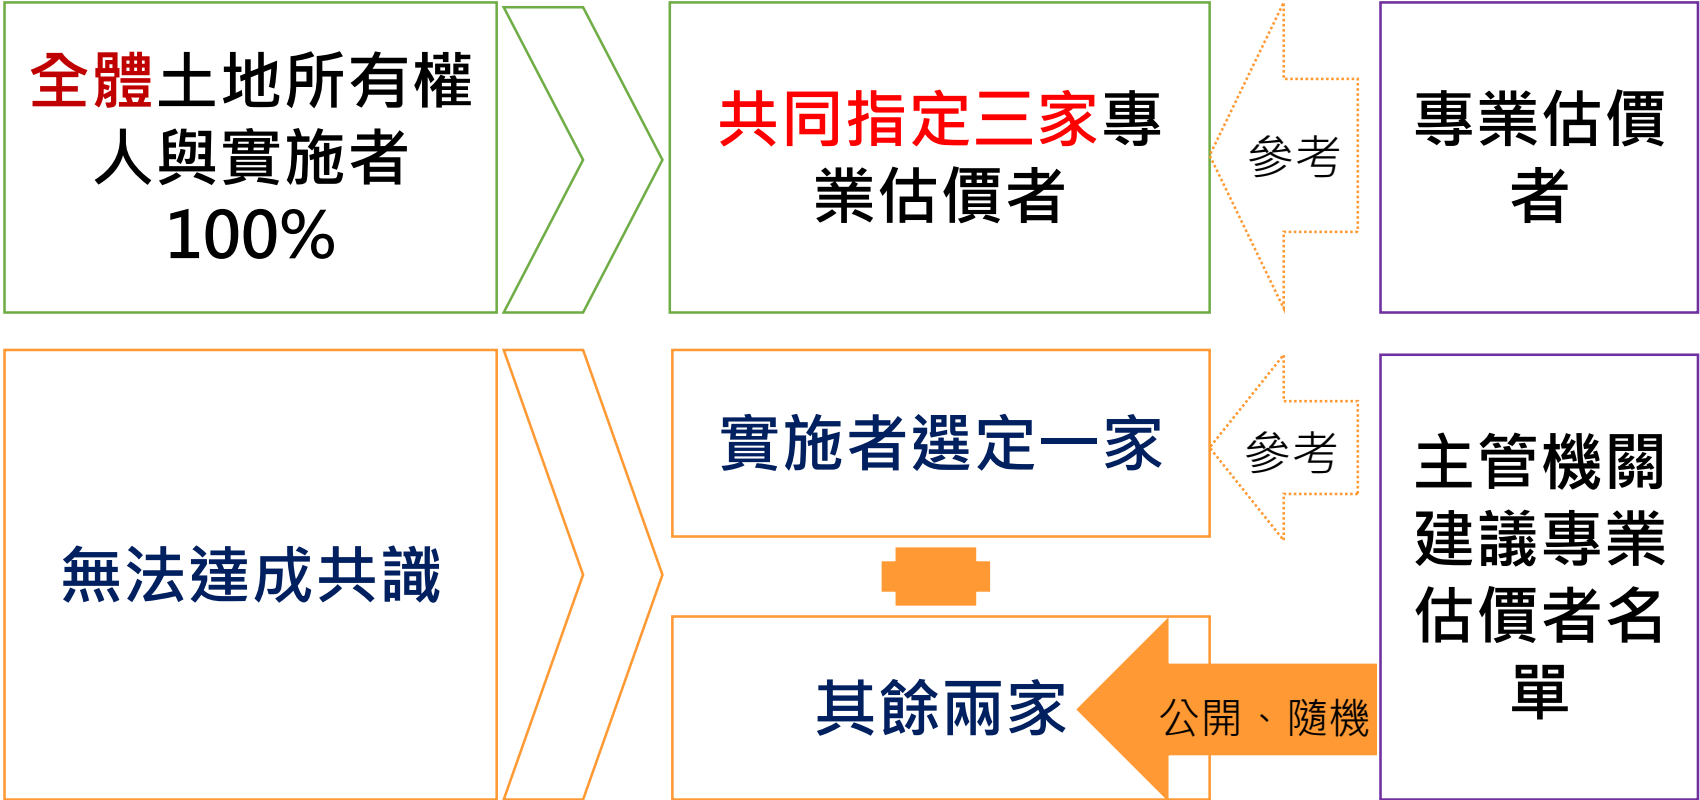 全體土地所有權
人與實施者
100%
共同指定三家專
業估價者
參考
專業估價
者
無法達成共識
實施者選定一家
參考
其餘兩家
公開、隨機
主管機關
建議專業
估價者名
單